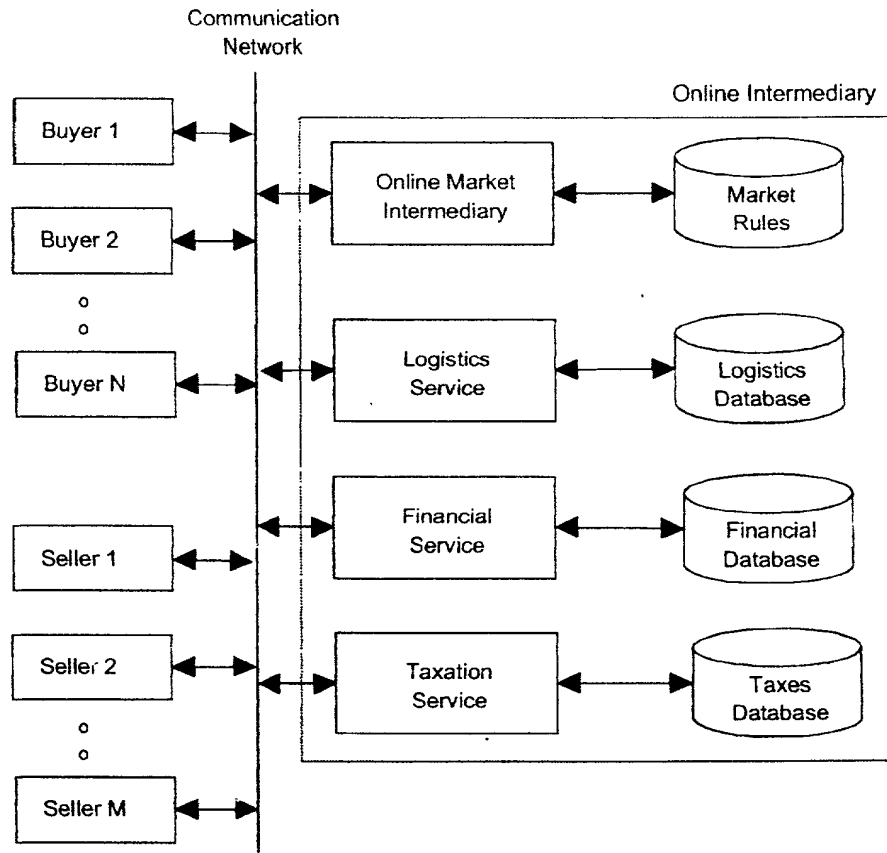 Communication
Network
Online Intermediary
Buyer 1
Online Market
Intermediary
Market
Rules
Buyer 2
Buyer N
Logistics
Service
Logistics
Database
Financial
Service
Financial
Database
Seller 1
Seller 2
Taxation
Service
Taxes
Database
Seller M